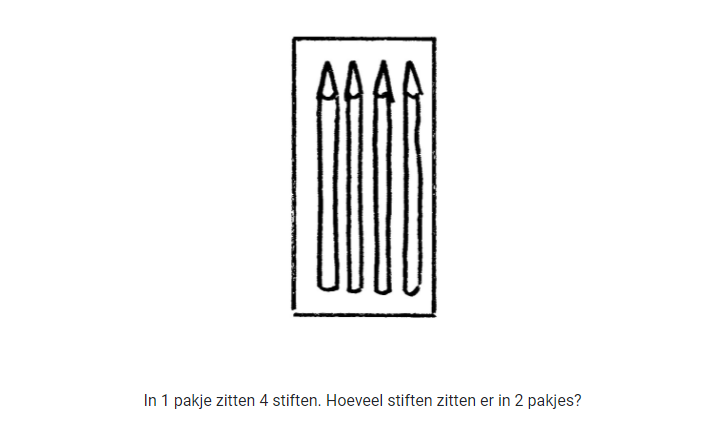 In 1 pakje zitten 4 stiften. Hoeveel stiften zitten er in 2 pakjes?